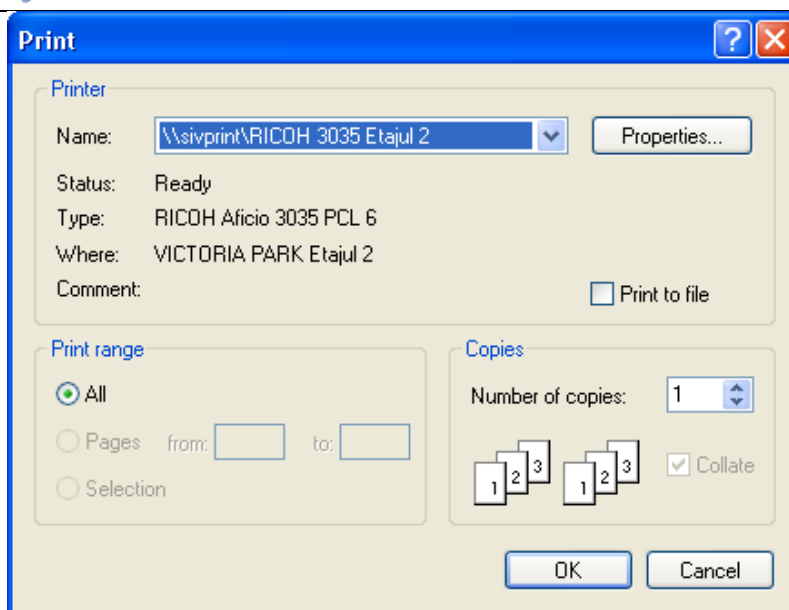 Print
Printer
Name: \\sivprint\RICOH 3035 Etajul 2 Properties...
Status: Ready
Type: RICOH Aficio 3035 PCL 6
Where: VICTORIA PARK Etajul 2
Comment: Print to file
Print range
All
Pages from: to:
Selection
Copies
Number of copies: 1
1 2 3 1 2 3 Collate
OK Cancel